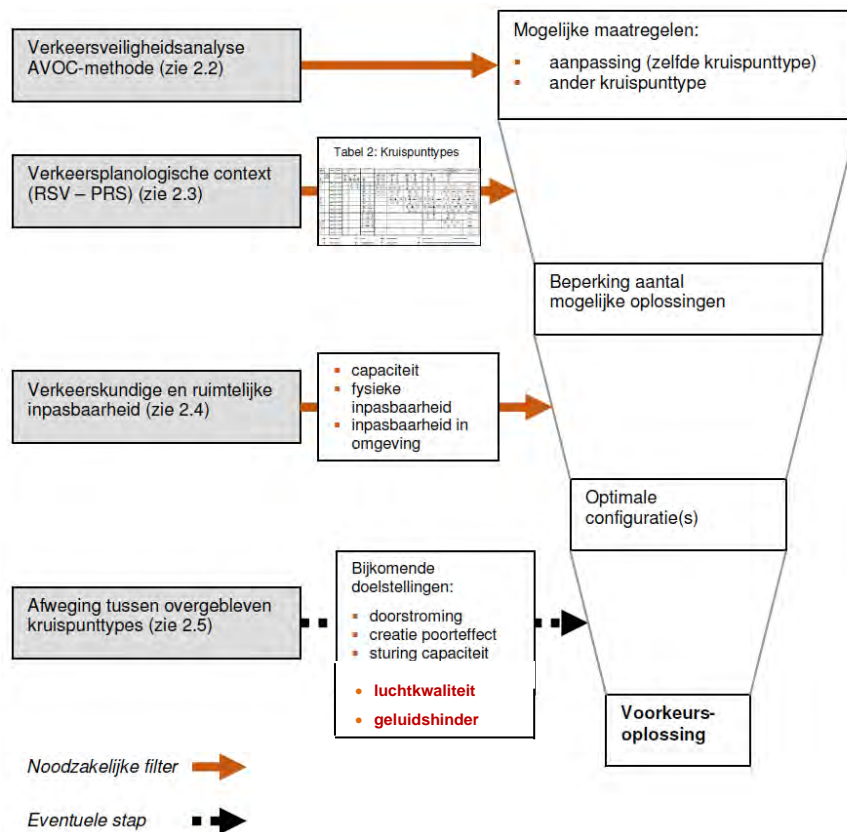 Verkeersveiligheidsanalyse
AVOC-methode (zie 2.2)
Mogelijke maatregelen:
▪ aanpassing (zelfde kruispunttype)
▪ ander kruispunttype
Verkeersplanologische context
(RSV – PRS) (zie 2.3)
Tabel 2: Kruispunttypes
Beperking aantal
mogelijke oplossingen
Verkeerskundige en ruimtelijke
inpasbaarheid (zie 2.4)
▪ capaciteit
▪ fysieke
inpasbaarheid
▪ inpasbaarheid in
omgeving
Optimale
configuratie(s)
Afweging tussen overgebleven
kruispunttypes (zie 2.5)
Bijkomende
doelstellingen:
▪ doorstroming
▪ creatie poorteffect
▪ sturing capaciteit
• luchtkwaliteit
• geluidshinder
Voorkeurs-
oplossing
Noodzakelijke filter
Eventuele stap